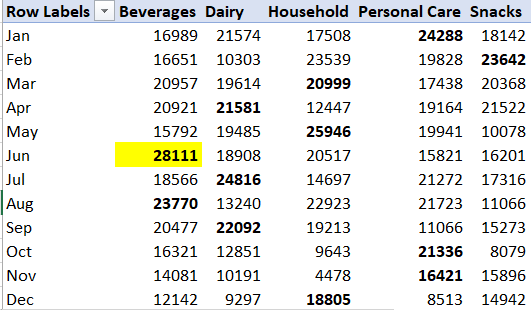 Row Labels Beverages Dairy Household Personal Care Snacks
Jan 16989 21574 17508 24288 18142
Feb 16651 10303 23539 19828 23642
Mar 20957 19614 20999 17438 20368
Apr 20921 21581 12447 19164 21522
May 15792 19485 25946 19941 10078
Jun 28111 18908 20517 15821 16201
Jul 18566 24816 14697 21272 17316
Aug 23770 13240 22923 21723 11066
Sep 20477 22092 19213 11066 15273
Oct 16321 12851 9643 21336 8079
Nov 14081 10191 4478 16421 15896
Dec 12142 9297 18805 8513 14942